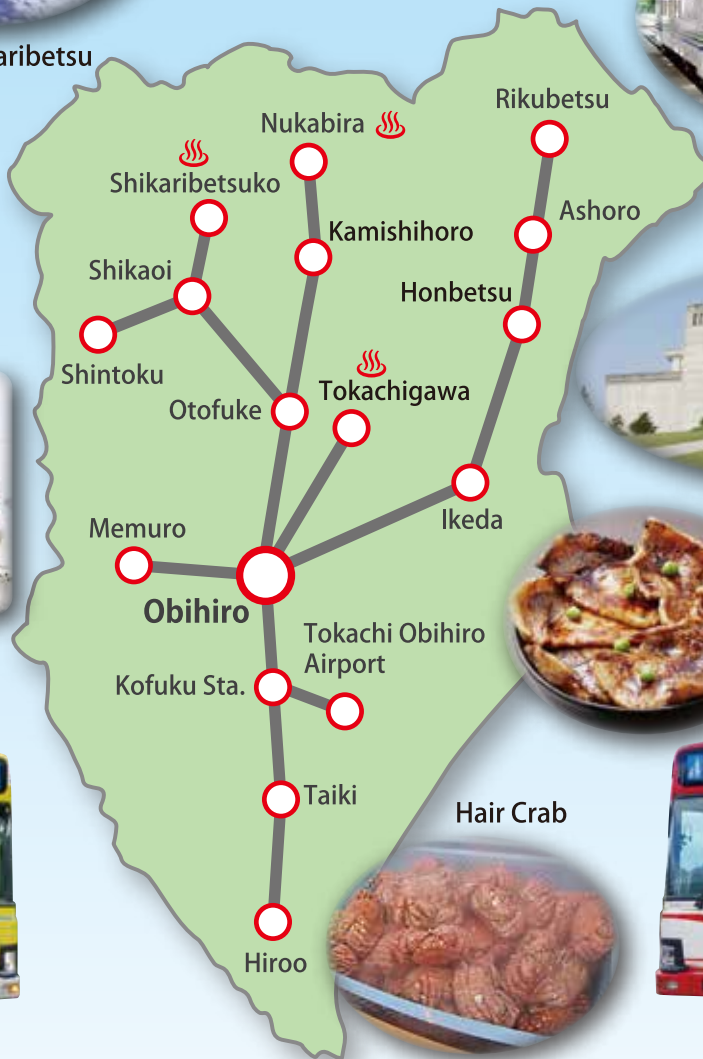 aribetsu
Rikubetsu
Nukabira
Shikaribetsuko
Ashoro
Kamishihoro
Shikaoi
Honbetsu
Shintoku
Tokachigawa
Otofuke
Ikeda
Memuro
Obihiro
Tokachi Obihiro
Airport
Kofuku Sta.
Taiki
Hair Crab
Hiroo